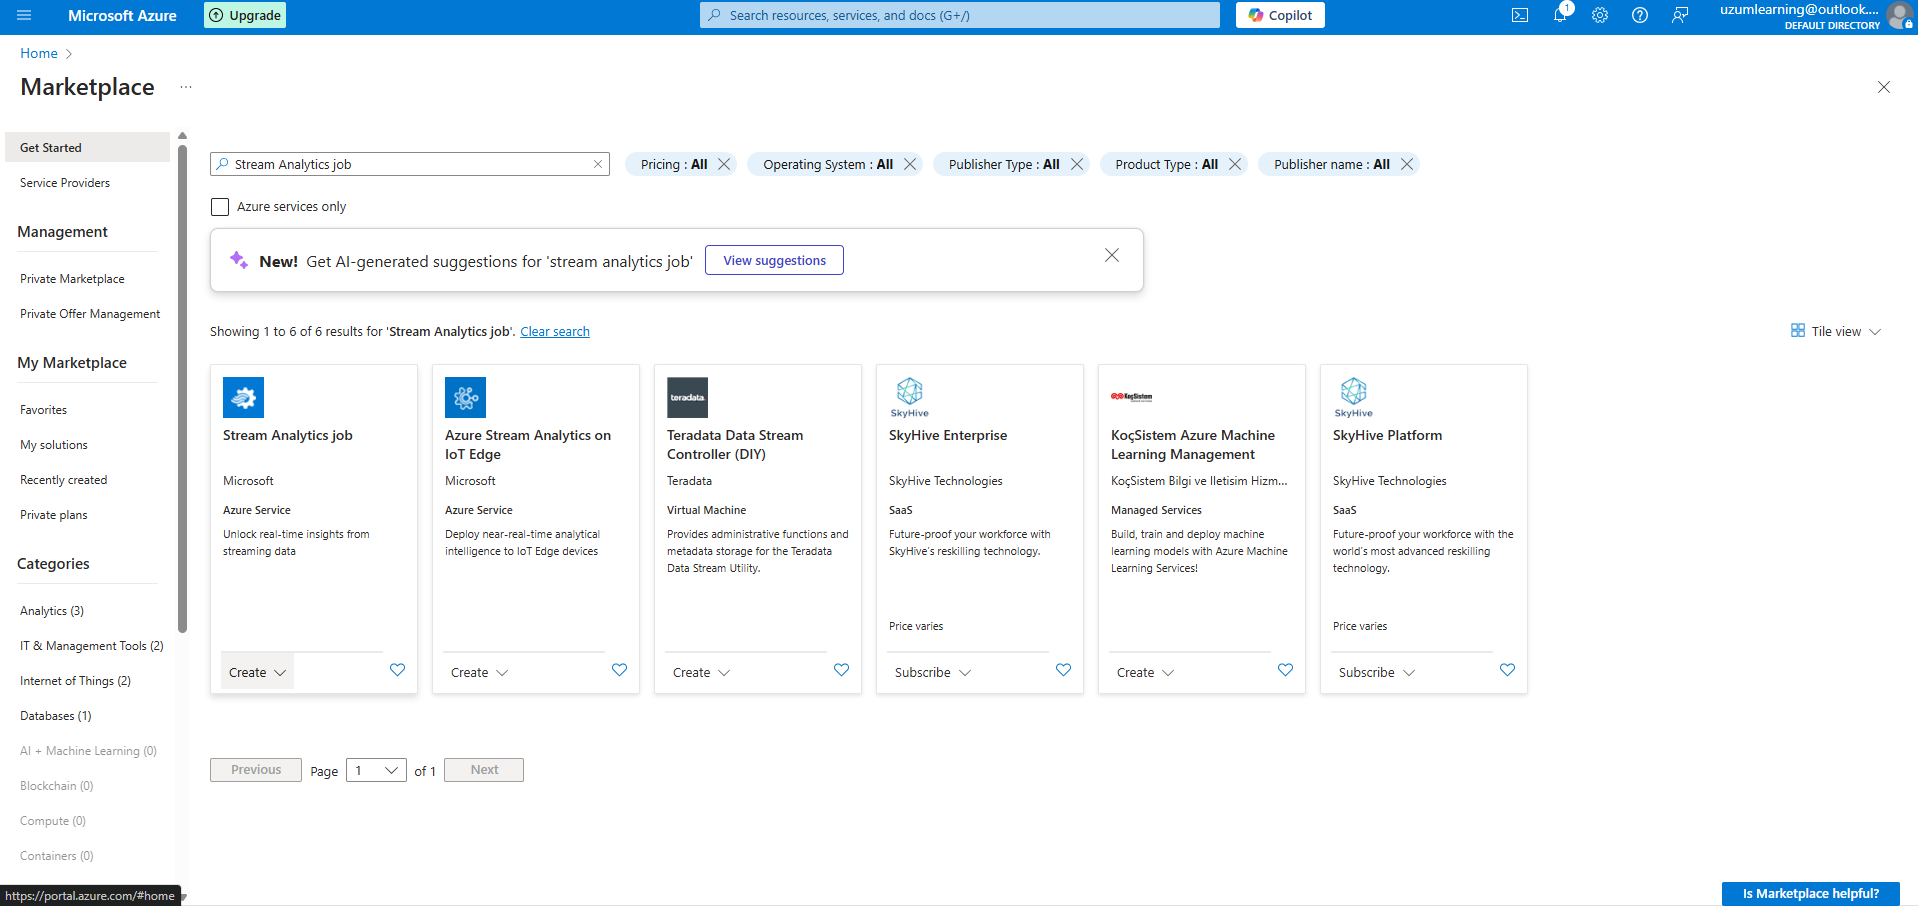 Microsoft Azure
Upgrade
Search resources, services, and docs (G+/)
Copilot
1
uzumlearning@outlook....
DEFAULT DIRECTORY
Home
Marketplace
...
Get Started
Service Providers
Management
Private Marketplace
Private Offer Management
My Marketplace
Favorites
My solutions
Recently created
Private plans
Categories
Analytics (3)
IT & Management Tools (2)
Internet of Things (2)
Databases (1)
AI + Machine Learning (0)
Blockchain (0)
Compute (0)
Containers (0)
https://portal.azure.com/#home
Stream Analytics job
Pricing : All
Operating System : All
Publisher Type : All
Product Type : All
Publisher name : All
Azure services only
New! Get AI-generated suggestions for 'stream analytics job'
View suggestions
Showing 1 to 6 of 6 results for 'Stream Analytics job'. Clear search
Tile view
Stream Analytics job
Microsoft
Azure Service
Unlock real-time insights from
streaming data
Create
Azure Stream Analytics on
IoT Edge
Microsoft
Azure Service
Deploy near-real-time analytical
intelligence to IoT Edge devices
Create
teradata.
Teradata Data Stream
Controller (DIY)
Teradata
Virtual Machine
Provides administrative functions and
metadata storage for the Teradata
Data Stream Utility.
Create
SkyHive
SkyHive Enterprise
SkyHive Technologies
SaaS
Future-proof your workforce with
SkyHive's reskilling technology.
Price varies
Subscribe
KoçSistem
KoçSistem Azure Machine
Learning Management
KoçSistem Bilgi ve Iletisim Hizm...
Managed Services
Build, train and deploy machine
learning models with Azure Machine
Learning Services!
Create
SkyHive
SkyHive Platform
SkyHive Technologies
SaaS
Future-proof your workforce with the
world's most advanced reskilling
technology.
Price varies
Subscribe
Previous
Page
1
of 1
Next
Is Marketplace helpful?